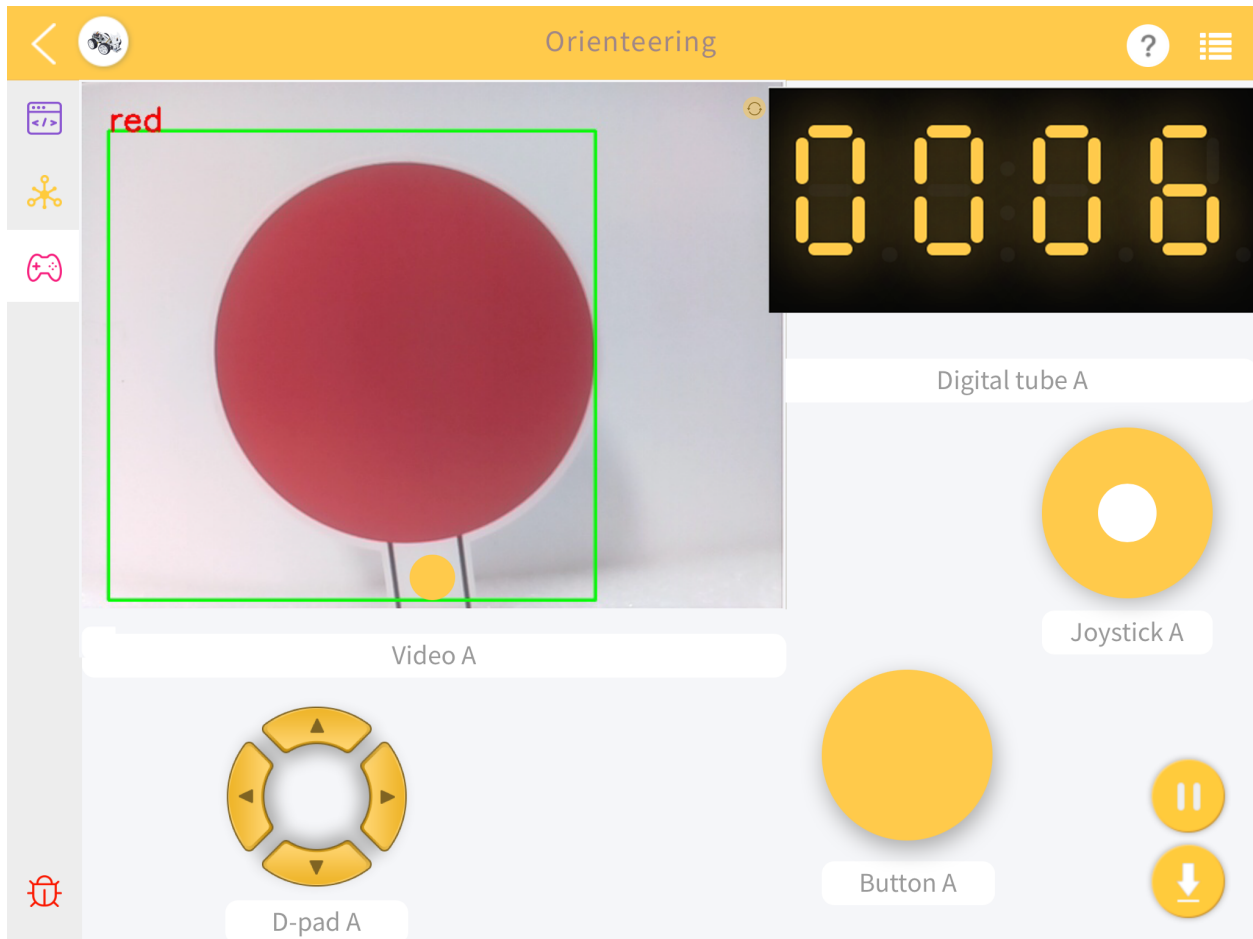 Orienteering
?
</>
red
0006
Digital tube A
Joystick A
Video A
Button A
D-pad A